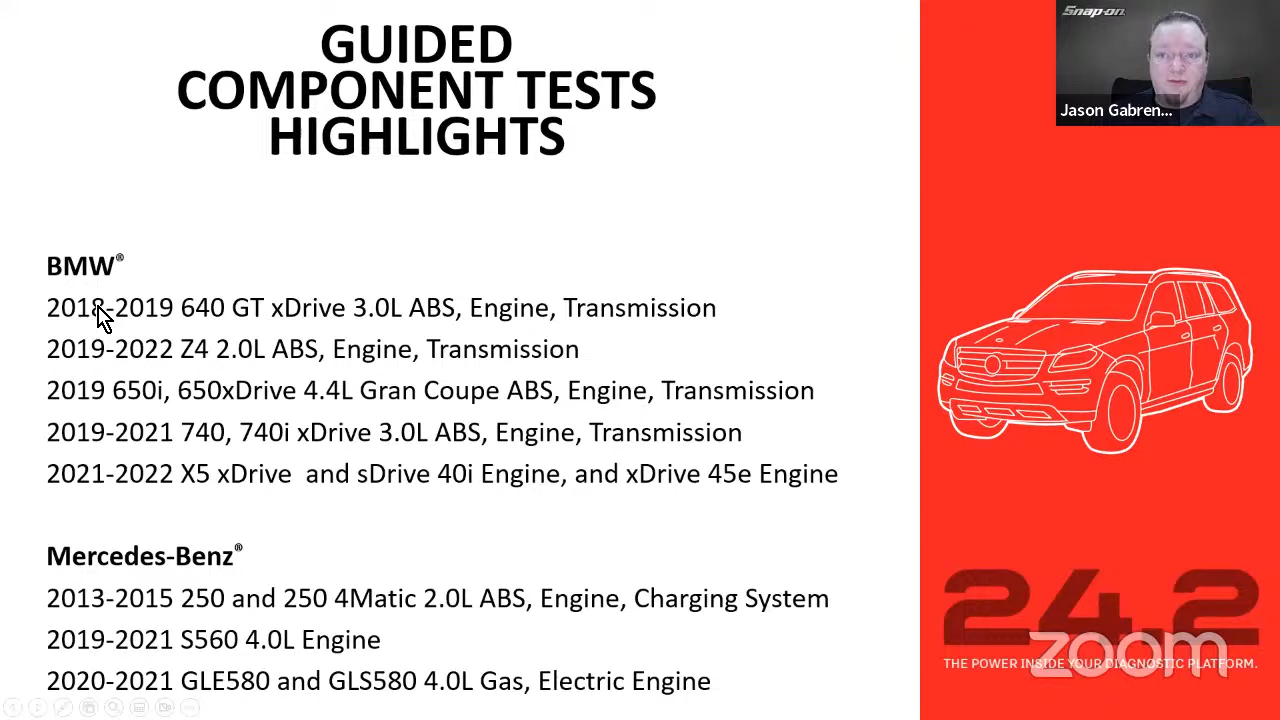 GUIDED
COMPONENT TESTS
HIGHLIGHTS
Snap-on
Jason Gabren...
BMW®
2018-2019 640 GT xDrive 3.0L ABS, Engine, Transmission
2019-2022 Z4 2.0L ABS, Engine, Transmission
2019 650i, 650xDrive 4.4L Gran Coupe ABS, Engine, Transmission
2019-2021 740, 740i xDrive 3.0L ABS, Engine, Transmission
2021-2022 X5 xDrive  and sDrive 40i Engine, and xDrive 45e Engine
Mercedes-Benz®
2013-2015 250 and 250 4Matic 2.0L ABS, Engine, Charging System
2019-2021 S560 4.0L Engine
2020-2021 GLE580 and GLS580 4.0L Gas, Electric Engine
24.2
zoom
THE POWER INSIDE YOUR DIAGNOSTIC PLATFORM.